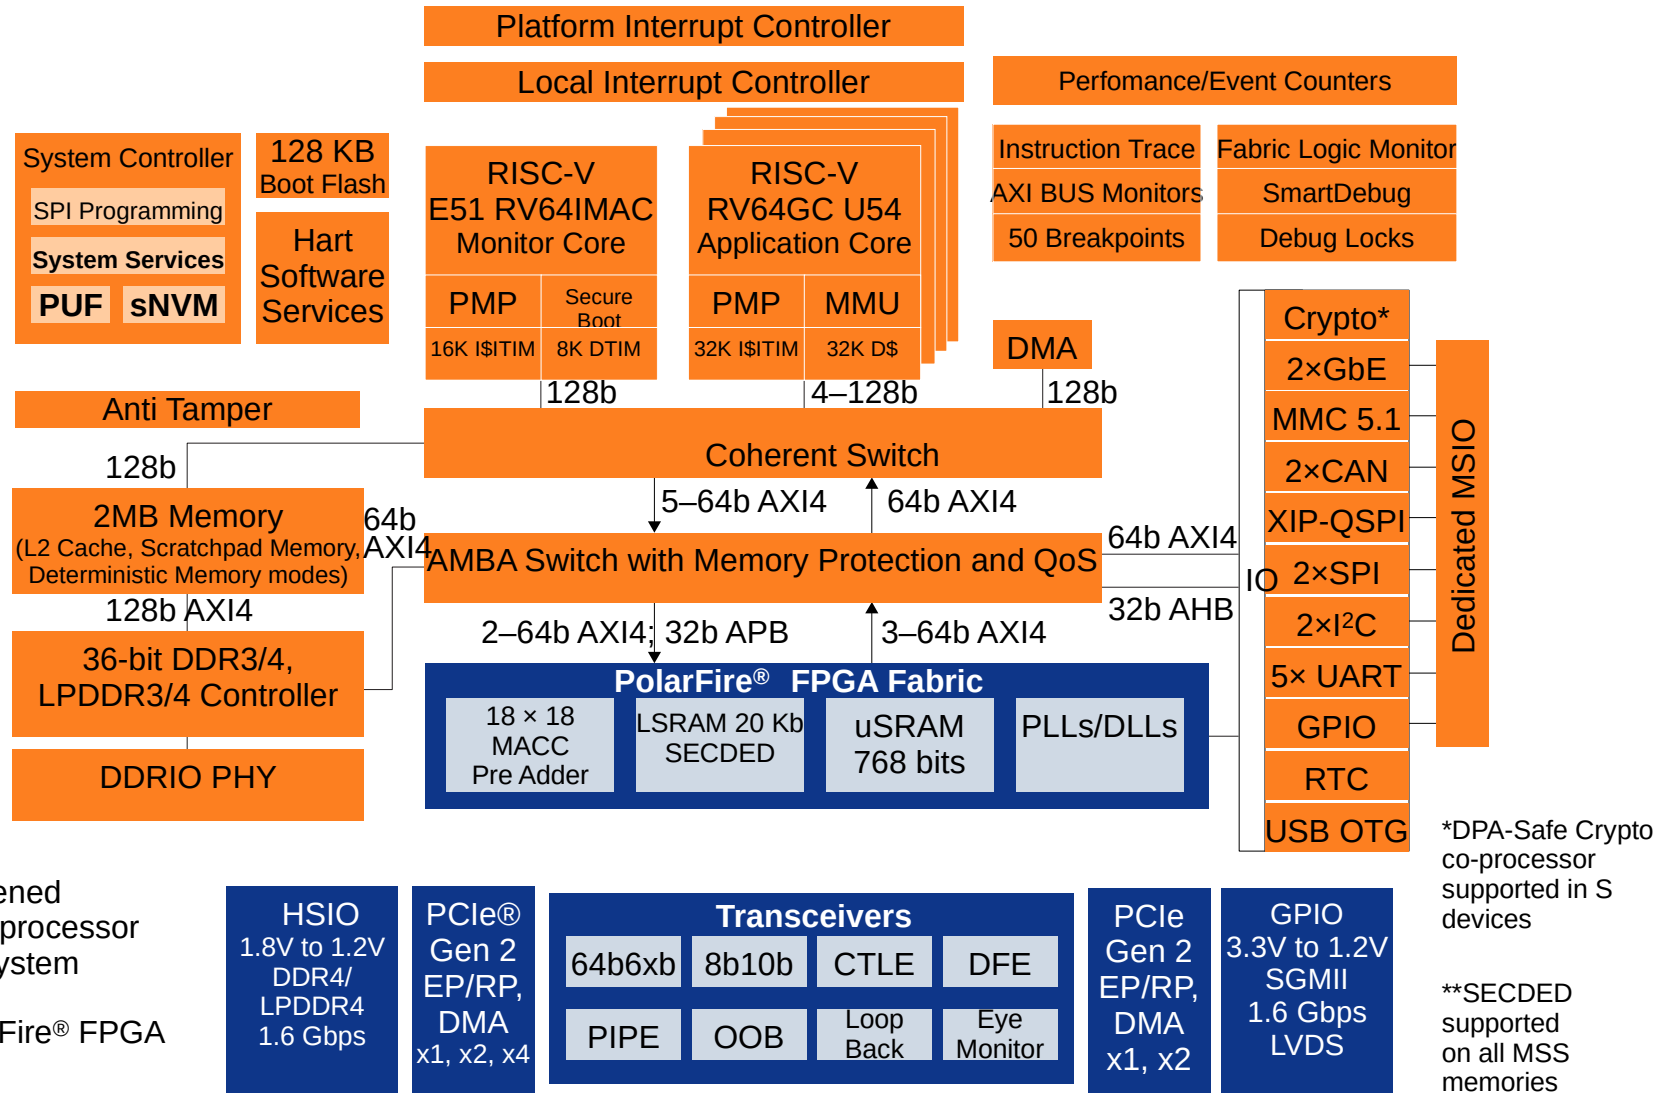 Platform Interrupt Controller
Local Interrupt Controller
Perfomance/Event Counters
System Controller
SPI Programming
System Services
PUF sNVM
128 KB
Boot Flash
Hart
Software
Services
RISC-V
E51 RV64IMAC
Monitor Core
PMP
Secure
Boot
16K I$ITIM
8K DTIM
RISC-V
RV64GC U54
Application Core
PMP
MMU
32K I$ITIM
32K D$
Instruction Trace
AXI BUS Monitors
50 Breakpoints
Fabric Logic Monitor
SmartDebug
Debug Locks
DMA
128b
4–128b
128b
Anti Tamper
128b
Coherent Switch
5–64b AXI4
64b AXI4
2MB Memory
(L2 Cache, Scratchpad Memory,
Deterministic Memory modes)
64b
AXI4
AMBA Switch with Memory Protection and QoS
64b AXI4
32b AHB
IO
128b AXI4
36-bit DDR3/4,
LPDDR3/4 Controller
DDRIO PHY
2–64b AXI4; 32b APB
3–64b AXI4
PolarFire® FPGA Fabric
18 × 18
MACC
Pre Adder
LSRAM 20 Kb
SECDED
uSRAM
768 bits
PLLs/DLLs
Crypto*
2×GbE
MMC 5.1
2×CAN
XIP-QSPI
2×SPI
2×I²C
5× UART
GPIO
RTC
USB OTG
Dedicated MSIO
*DPA-Safe Crypto
co-processor
supported in S
devices
**SECDED
supported
on all MSS
memories
ened
processor
ystem
Fire® FPGA
HSIO
1.8V to 1.2V
DDR4/
LPDDR4
1.6 Gbps
PCIe®
Gen 2
EP/RP,
DMA
x1, x2, x4
Transceivers
64b6xb
8b10b
CTLE
DFE
PIPE
OOB
Loop
Back
Eye
Monitor
PCIe
Gen 2
EP/RP,
DMA
x1, x2
GPIO
3.3V to 1.2V
SGMII
1.6 Gbps
LVDS